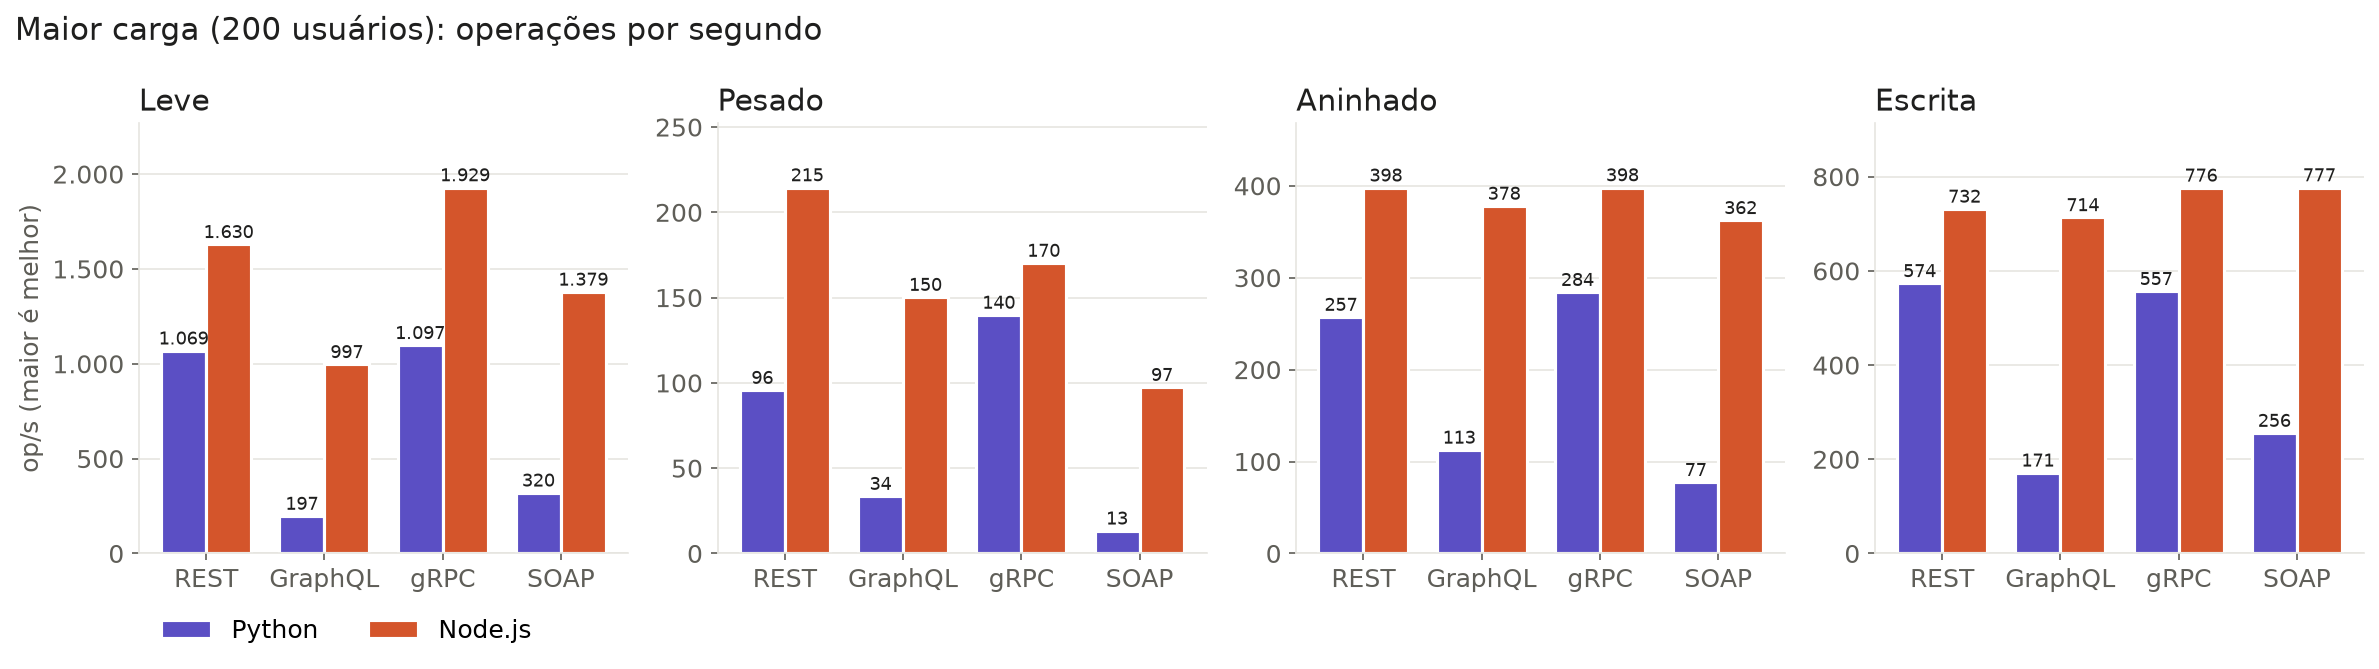 Maior carga (200 usuários): operações por segundo
Leve
op/s (maior é melhor)
2.000
1.500
1.000
500
0
1.069
1.630
197
997
1.097
1.929
320
1.379
REST
GraphQL
gRPC
SOAP
Pesado
250
200
150
100
50
0
96
215
34
150
140
170
13
97
REST
GraphQL
gRPC
SOAP
Aninhado
400
300
200
100
0
257
398
113
378
284
398
77
362
REST
GraphQL
gRPC
SOAP
Escrita
800
600
400
200
0
574
732
171
714
557
776
256
777
REST
GraphQL
gRPC
SOAP
Python
Node.js